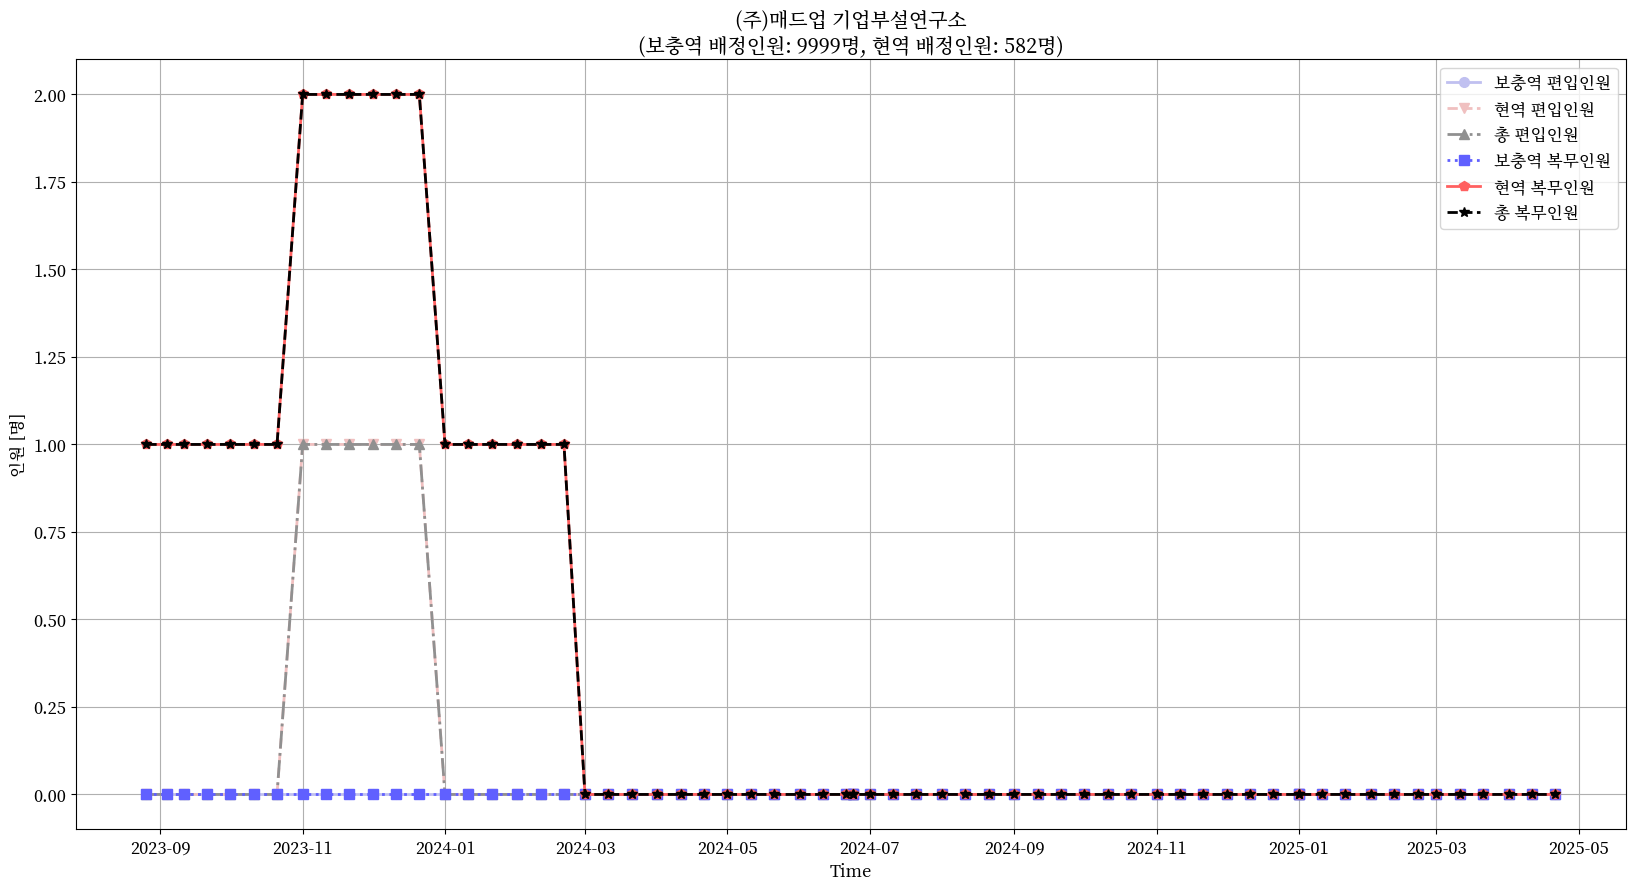 (주)매드업 기업부설연구소
(보충역 배정인원: 9999명, 현역 배정인원: 582명)
보충역 편입인원
현역 편입인원
총 편입인원
보충역 복무인원
현역 복무인원
총 복무인원
2.00
1.75
1.50
1.25
1.00
0.75
0.50
0.25
0.00
인원 [명]
2023-09
2023-11
2024-01
2024-03
2024-05
2024-07
2024-09
2024-11
2025-01
2025-03
2025-05
Time